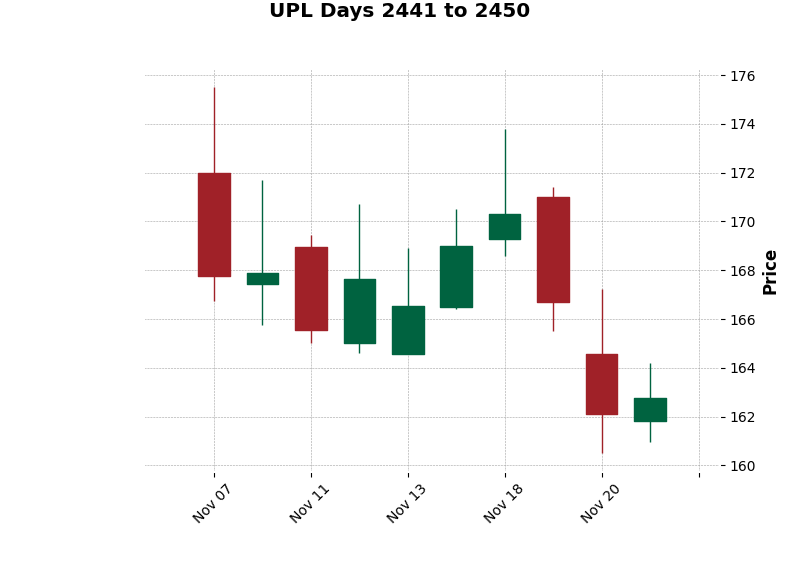 UPL Days 2441 to 2450
176
174
172
170
168
166
164
162
160
Price
Nov 07
Nov 11
Nov 13
Nov 18
Nov 20